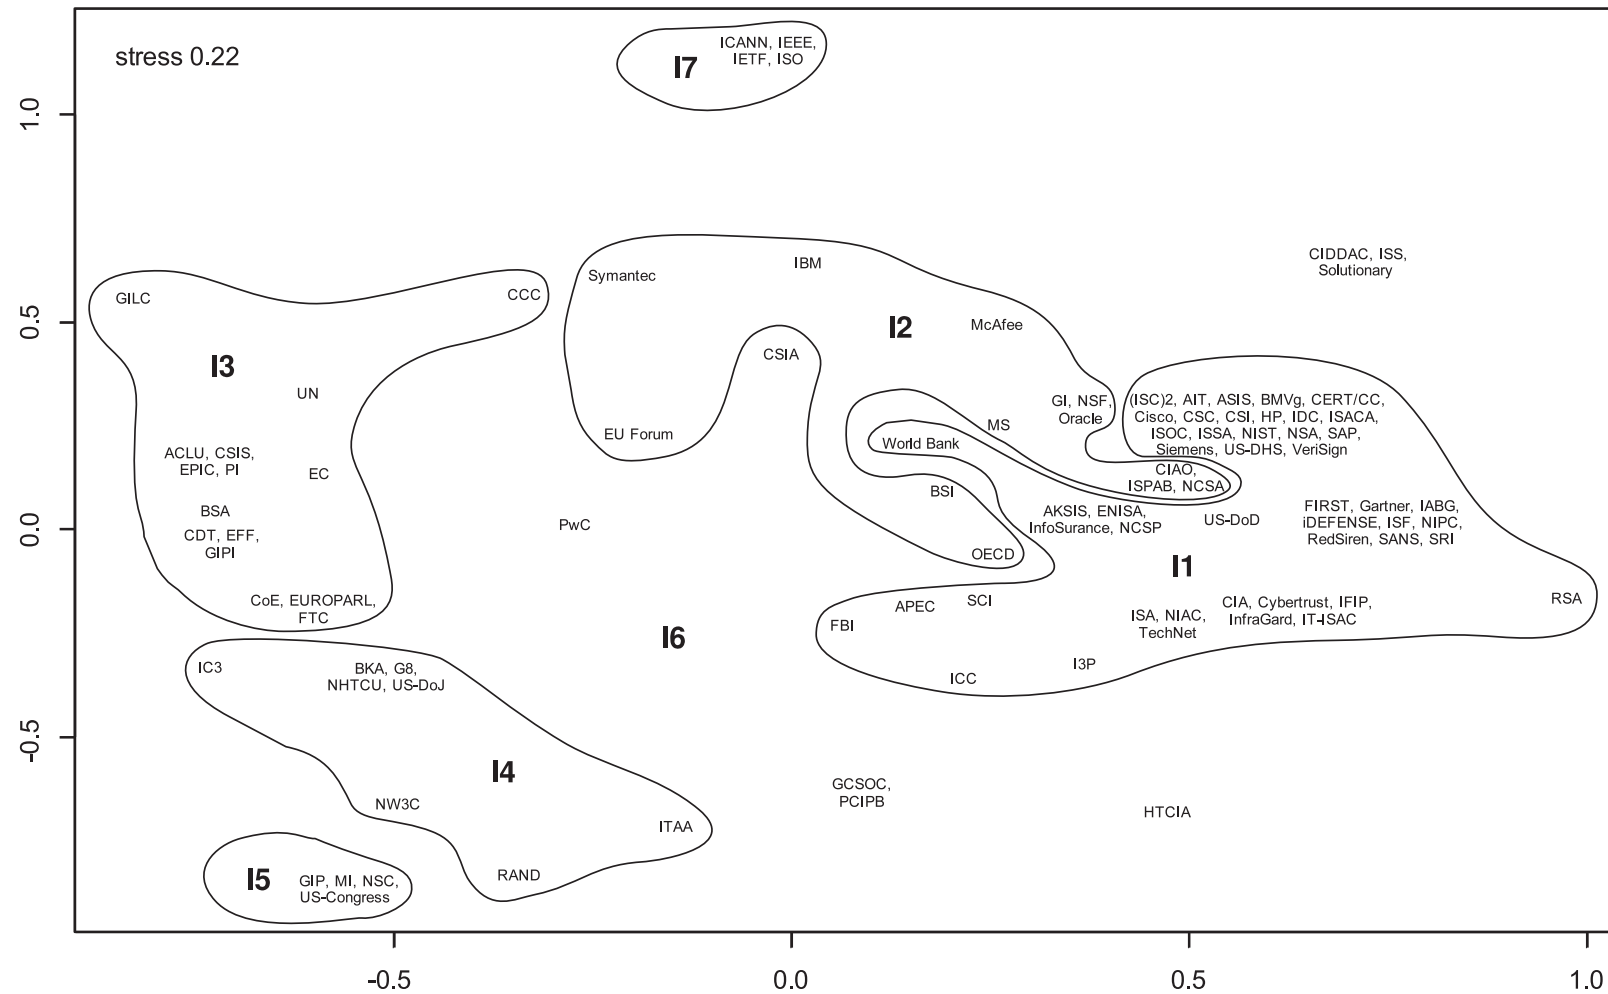 stress 0.22
I7
ICANN, IEEE,
IETF, ISO
1.0
0.5
0.0
-0.5
GILC
CCC
I3
UN
ACLU, CSIS,
EPIC, PI
EC
BSA
CDT, EFF,
GIPI
CoE, EUROPARL,
FTC
Symantec
IBM
I2
McAfee
CSIA
EU Forum
MS
GI, NSF,
Oracle
World Bank
BSI
OECD
CIDDAC, ISS,
Solutionary
(ISC)2, AIT, ASIS, BMVg, CERT/CC,
Cisco, CSC, CSI, HP, IDC, ISACA,
ISOC, ISSA, NIST, NSA, SAP,
Siemens, US-DHS, VeriSign
CIAO,
ISPAB, NCSA
AKSIS, ENISA,
InfoSurance, NCSP
US-DoD
FIRST, Gartner, IABG,
iDEFENSE, ISF, NIPC,
RedSiren, SANS, SRI
I1
RSA
CIA, Cybertrust, IFIP,
InfraGard, IT-ISAC
ISA, NIAC,
TechNet
SCI
APEC
FBI
I3P
ICC
PwC
I6
IC3
BKA, G8,
NHTCU, US-DoJ
I4
NW3C
ITAA
RAND
I5
GIP, MI, NSC,
US-Congress
GCSOC,
PCIPB
HTCIA
-0.5
0.0
0.5
1.0